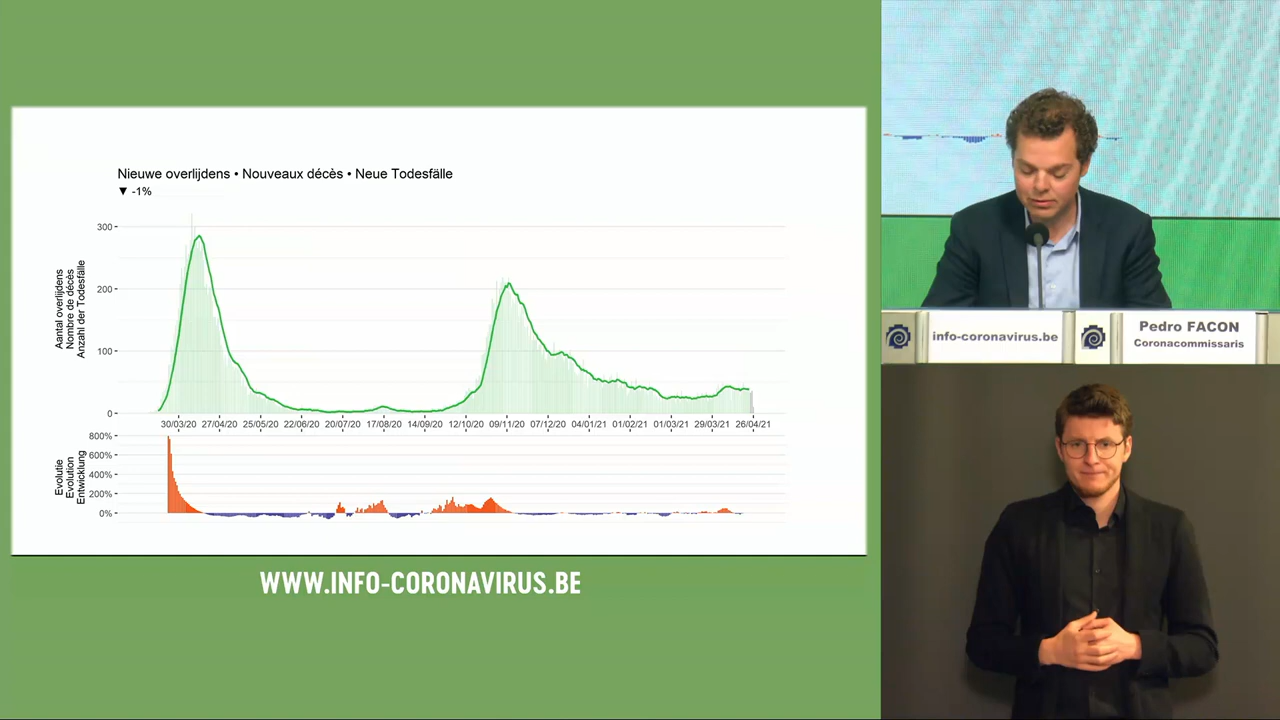 Nieuwe overlijdens • Nouveaux décès • Neue Todesfälle
▼ -1%
Aantal overlijdens
Nombre de décès
Anzahl der Todesfälle
300
200
100
0
30/03/20 27/04/20 25/05/20 22/06/20 20/07/20 17/08/20 14/09/20 12/10/20 09/11/20 07/12/20 04/01/21 01/02/21 01/03/21 29/03/21 26/04/21
Evolutie
Evolution
Entwicklung
800%
600%
400%
200%
0%
WWW.INFO-CORONAVIRUS.BE
info-coronavirus.be
Pedro FACON
Coronacommissaris